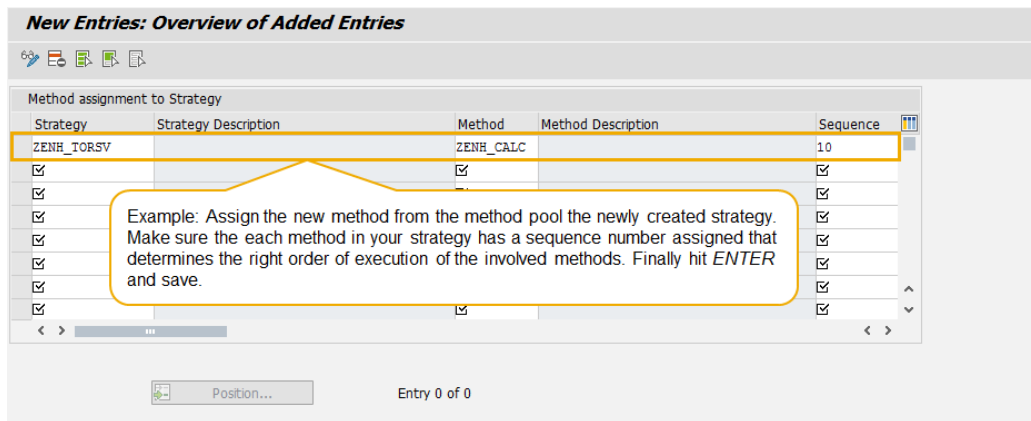 New Entries: Overview of Added Entries
Method assignment to Strategy
Strategy Strategy Description Method Method Description Sequence
ZENH_TORSV ZENH_CALC 10
Example: Assign the new method from the method pool the newly created strategy.
Make sure the each method in your strategy has a sequence number assigned that
determines the right order of execution of the involved methods. Finally hit ENTER
and save.
Position... Entry 0 of 0